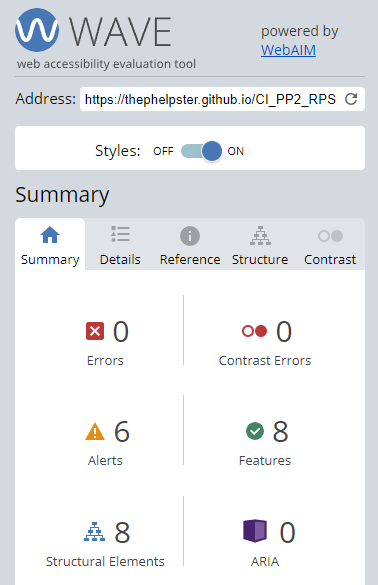 WAVE
web accessibility evaluation tool
powered by
WebAIM
Address: https://thephelpster.github.io/CI_PP2_RPS
Styles: OFF ON
Summary
Summary Details Reference Structure Contrast
0 0
Errors Contrast Errors
6 8
Alerts Features
8 0
Structural Elements ARIA